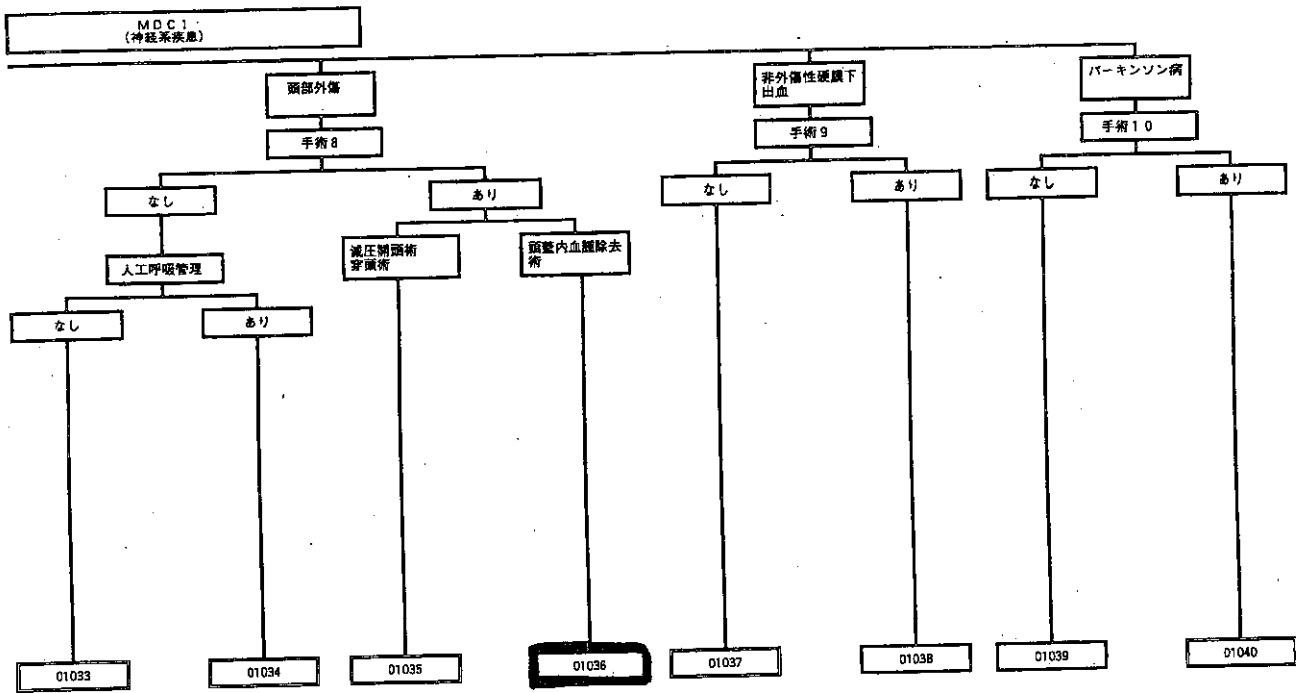 MDC1
(神経系疾患)
頭部外傷
非外傷性硬膜下
出血
パーキンソン病
手術8
手術9
手術10
なし
あり
なし
あり
なし
あり
人工呼吸管理
減圧開頭術
穿頭術
頭蓋内血腫除去
術
なし
あり
01033
01034
01035
01036
01037
01038
01039
01040